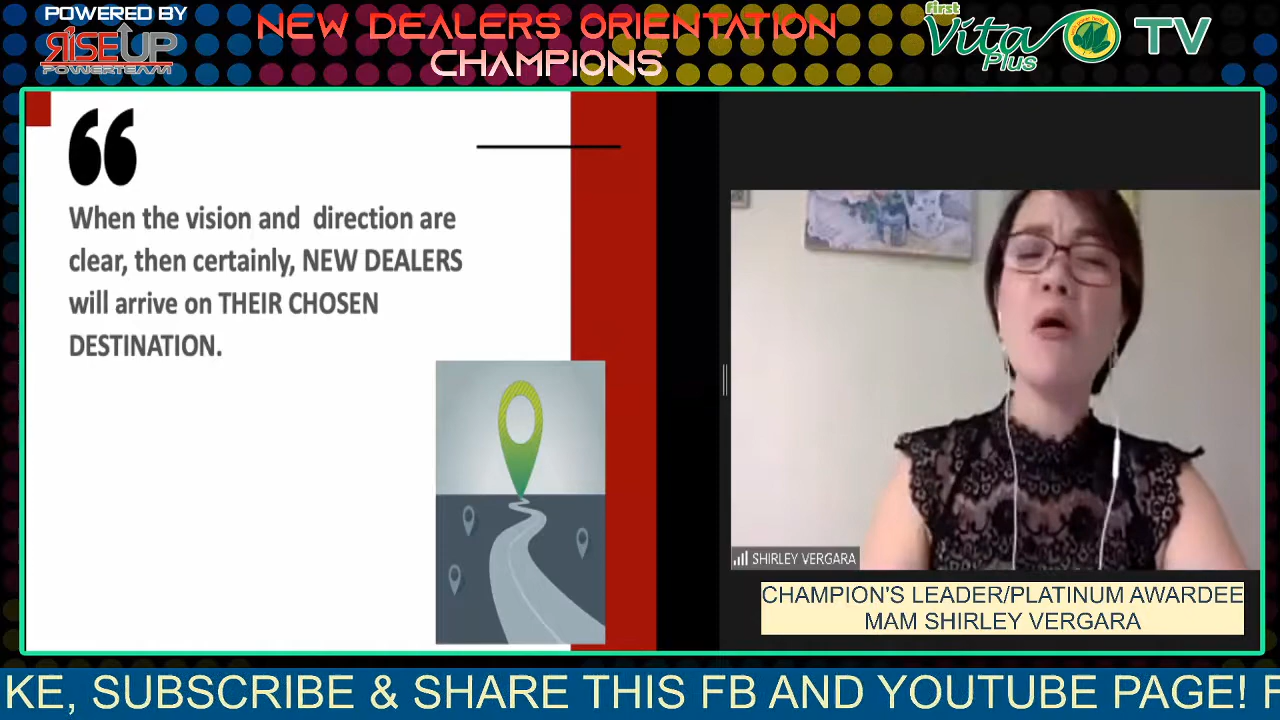 POWERED BY
RiSEUP
POWERTEAM
NEW DEALERS ORIENTATION
CHAMPIONS
First
Vita
Plus
TV
“
When the vision and direction are
clear, then certainly, NEW DEALERS
will arrive on THEIR CHOSEN
DESTINATION.
SHIRLEY VERGARA
CHAMPION'S LEADER/PLATINUM AWARDEE
MAM SHIRLEY VERGARA
KE, SUBSCRIBE & SHARE THIS FB AND YOUTUBE PAGE! F